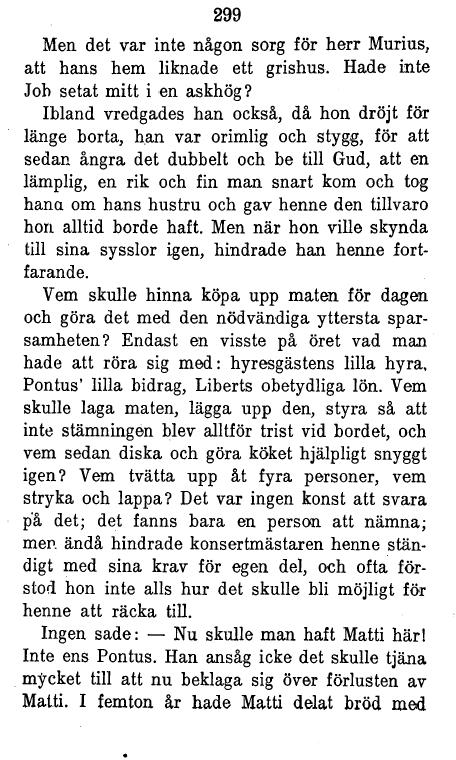 299
Men det var inte någon sorg för herr Murius,
att hans hem liknade ett grishus. Hade inte
Job setat mitt i en askhög?
Ibland vredgades han också, då hon dröjt för
länge borta, han var orimlig och stygg, för att
sedan ångra det dubbelt och be till Gud, att en
lämplig, en rik och fin man snart kom och tog
hand om hans hustru och gav henne den tillvaro
hon alltid borde haft. Men när hon ville skynda
till sina sysslor igen, hindrade han henne fort-
farande.
Vem skulle hinna köpa upp maten för dagen
och göra det med den nödvändiga yttersta spar-
samheten? Endast en visste på öret vad man
hade att röra sig med: hyresgästens lilla hyra,
Pontus' lilla bidrag, Liberts obetydliga lön. Vem
skulle laga maten, lägga upp den, styra så att
inte stämningen blev alltför trist vid bordet, och
vem sedan diska och göra köket hjälpligt snyggt
igen? Vem tvätta upp åt fyra personer, vem
stryka och lappa? Det var ingen konst att svara
på det; det fanns bara en person att nämna;
men ändå hindrade konsertmästaren henne stän-
digt med sina krav för egen del, och ofta för-
stod hon inte alls hur det skulle bli möjligt för
henne att räcka till.
Ingen sade: — Nu skulle man haft Matti här!
Inte ens Pontus. Han ansåg icke det skulle tjäna
mycket till att nu beklaga sig över förlusten av
Matti. I femton år hade Matti delat bröd med